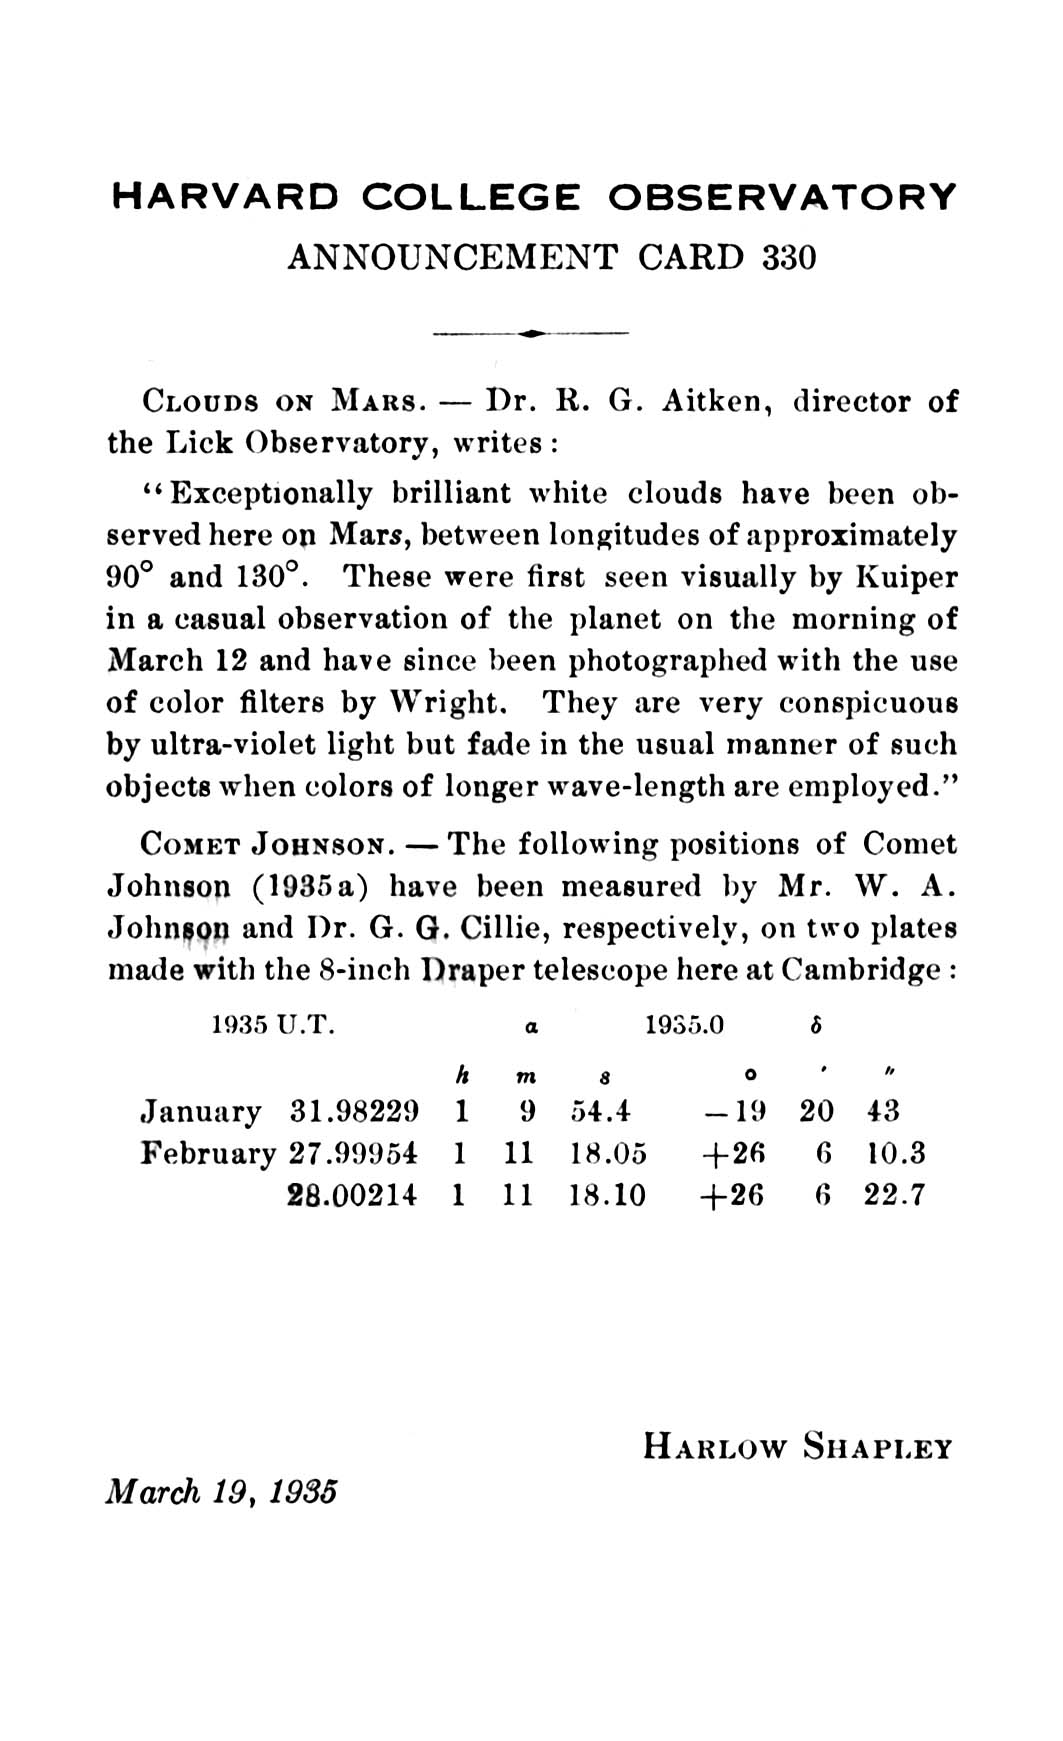 HARVARD COLLEGE OBSERVATORY
ANNOUNCEMENT CARD 330
CLOUDS ON MARS. — Dr. R. G. Aitken, director of
the Lick Observatory, writes :
“Exceptionally brilliant white clouds have been ob-
served here on Mars, between longitudes of approximately
90° and 130°. These were first seen visually by Kuiper
in a casual observation of the planet on the morning of
March 12 and have since been photographed with the use
of color filters by Wright. They are very conspicuous
by ultra-violet light but fade in the usual manner of such
objects when colors of longer wave-length are employed.”
COMET JOHNSON. — The following positions of Comet
Johnson (1935a) have been measured by Mr. W. A.
Johnson and Dr. G. G. Cillie, respectively, on two plates
made with the 8-inch Draper telescope here at Cambridge :
1935 U.T. α 1935.0 δ
h m s ° ′ ″
January 31.98229 1 9 54.4 −19 20 43
February 27.99954 1 11 18.05 +26 6 10.3
28.00214 1 11 18.10 +26 6 22.7
HARLOW SHAPLEY
March 19, 1935